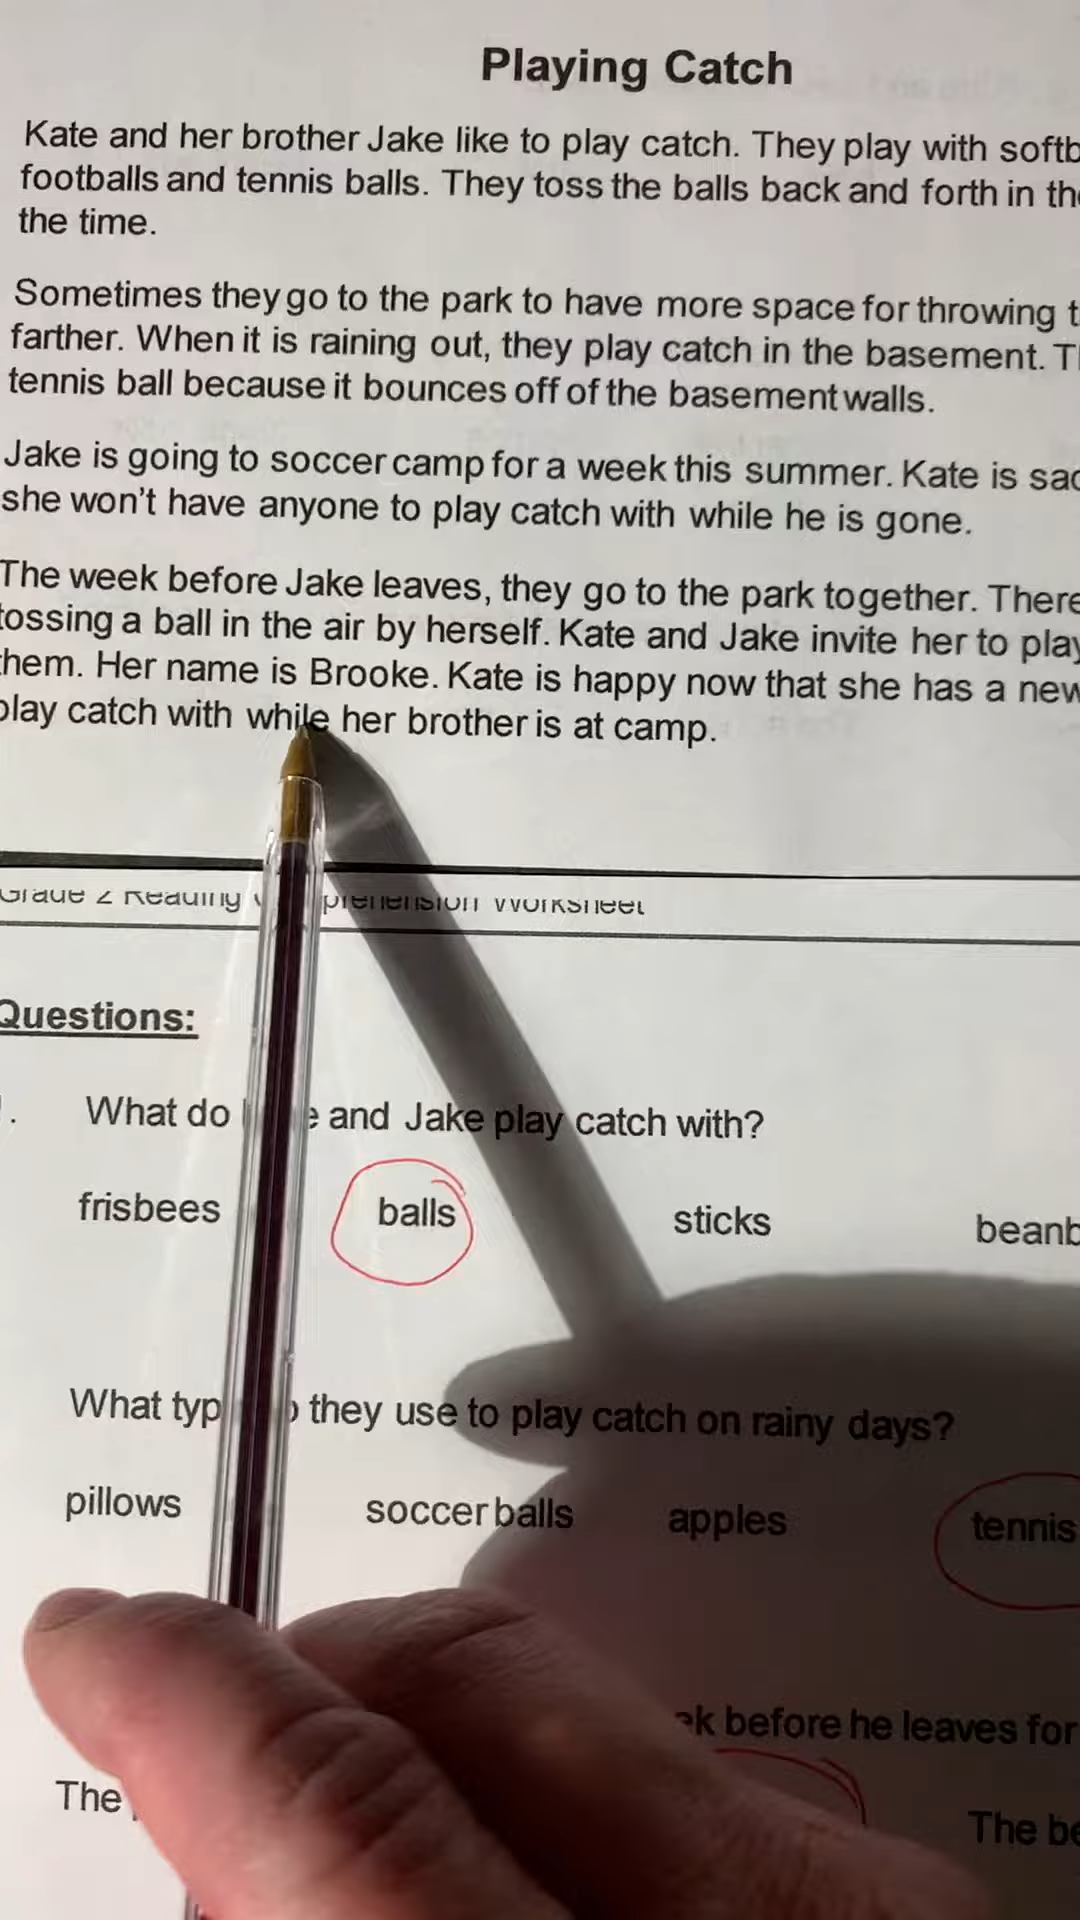 Playing Catch
Kate and her brother Jake like to play catch. They play with
footballs and tennis balls. They toss the balls back and forth in
the time.
Sometimes they go to the park to have more space for throwing
farther. When it is raining out, they play catch in the basement.
tennis ball because it bounces off of the basement walls.
Jake is going to soccer camp for a week this summer. Kate is
she won't have anyone to play catch with while he is gone.
The week before Jake leaves, they go to the park together. There
tossing a ball in the air by herself. Kate and Jake invite her to
them. Her name is Brooke. Kate is happy now that she has a
play catch with while her brother is at camp.
Grade 2 Reading Worksheet
Questions:
What do and Jake play catch with?
frisbees balls sticks
What they use to play catch on rainy days?
pillows soccer balls apples tennis
before he leaves for
The The